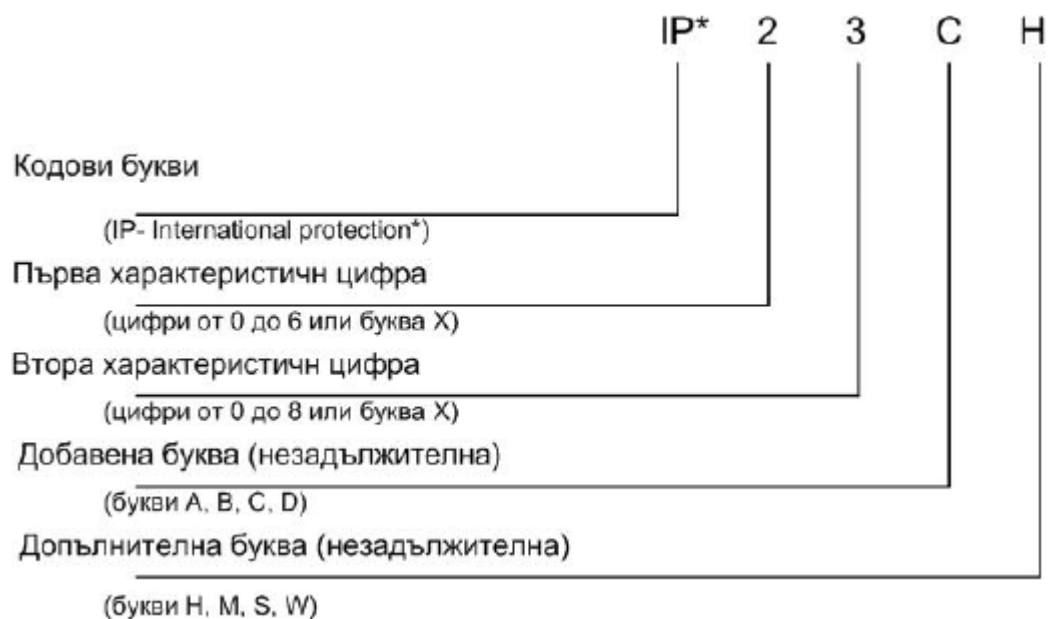 IP* 2 3 C H
Кодови букви
(IP- International protection*)
Първа характеристичн цифра
(цифри от 0 до 6 или буква X)
Втора характеристичн цифра
(цифри от 0 до 8 или буква X)
Добавена буква (незадължителна)
(букви A, B, C, D)
Допълнителна буква (незадължителна)
(букви H, M, S, W)